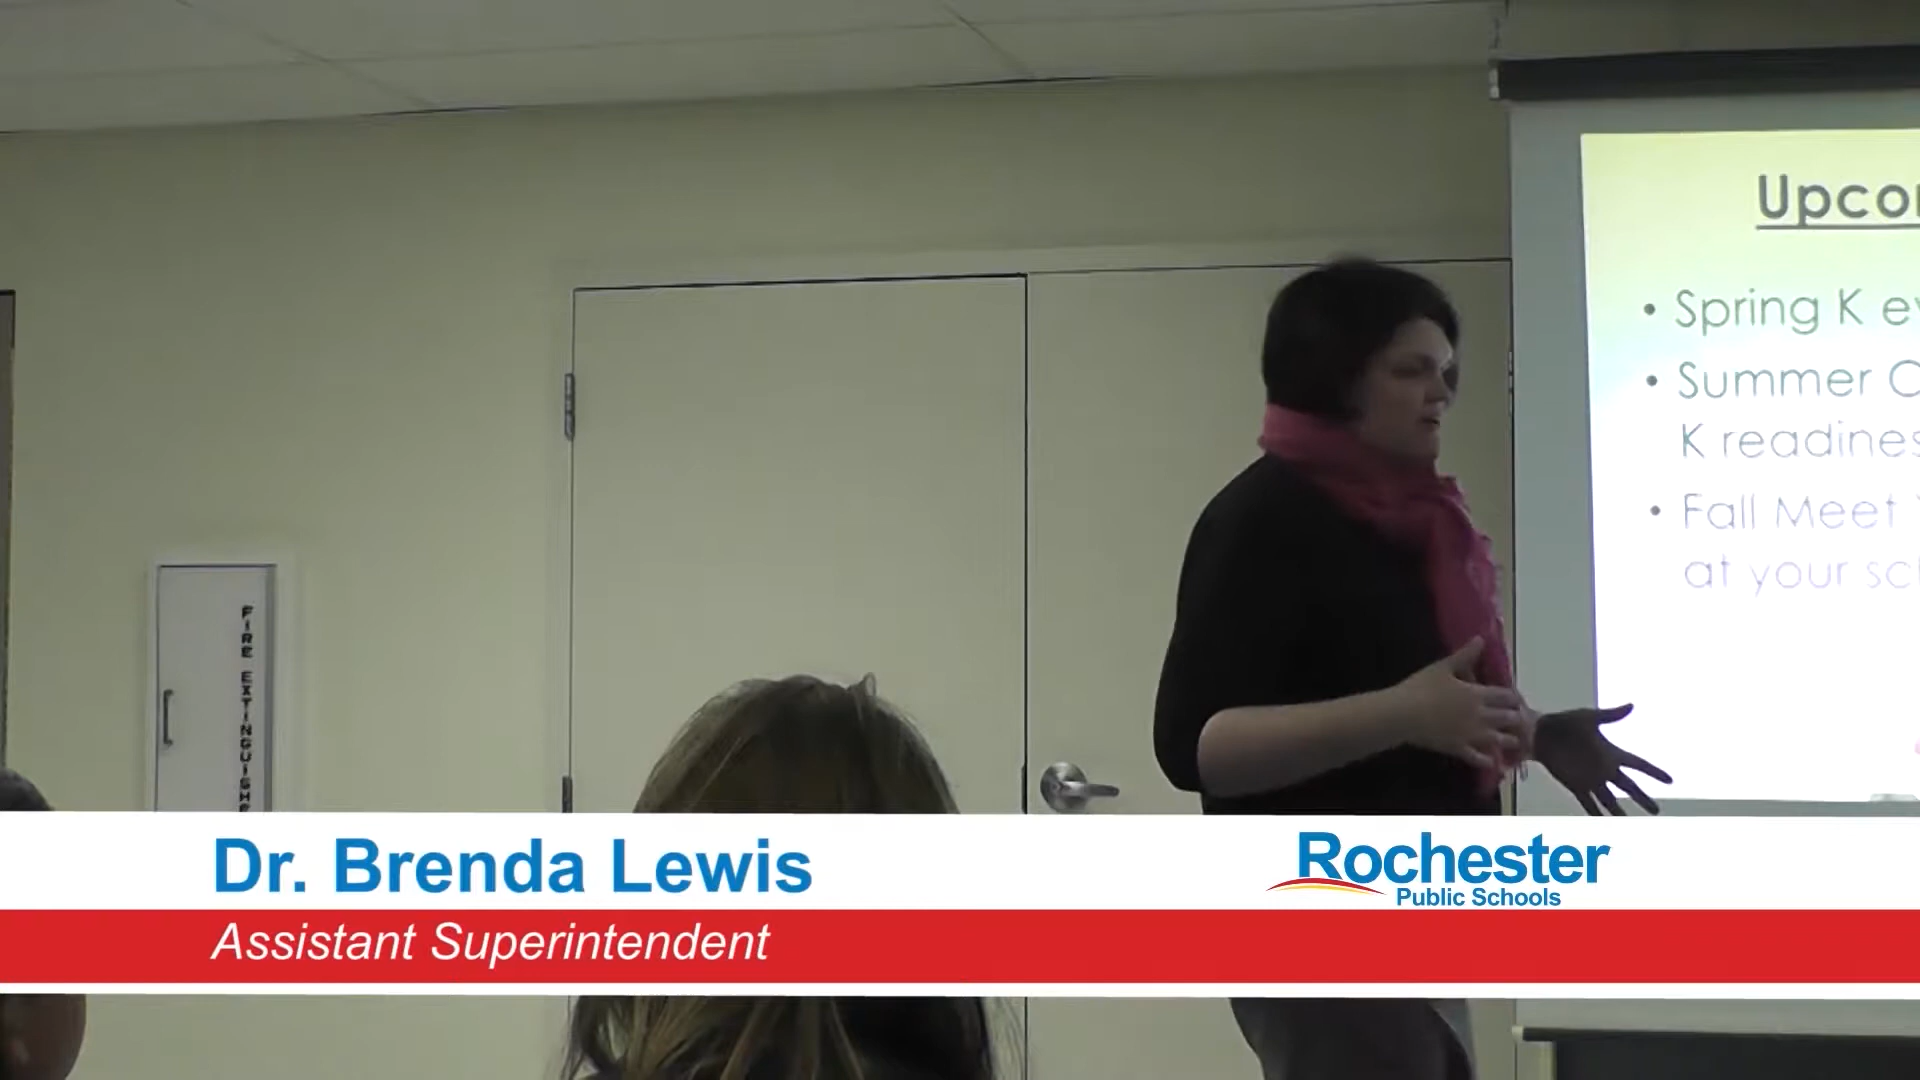 Upco
• Spring K e
• Summer C
K readines
• Fall Meet
at your sc
FIRE EXTINGUISHE
Dr. Brenda Lewis
Rochester
Public Schools
Assistant Superintendent